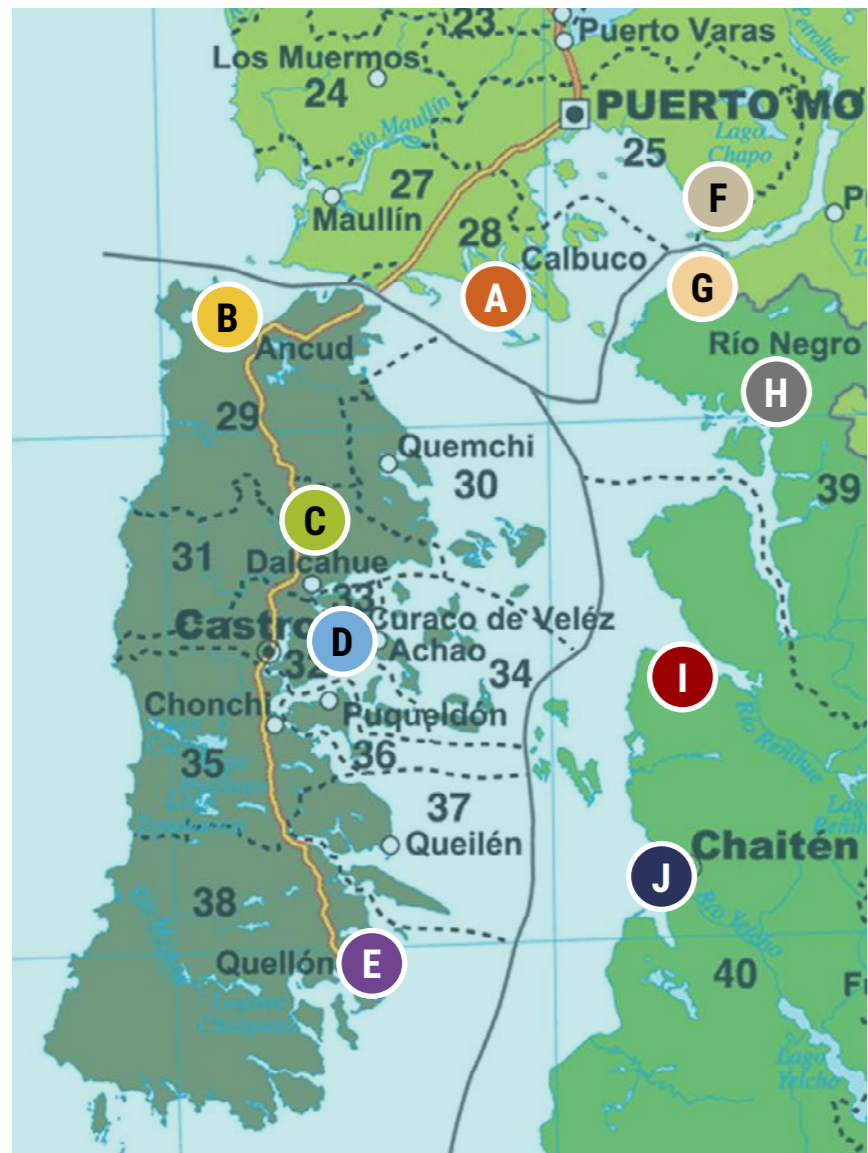 23
Puerto Varas
Los Muermos
24
PUERTO MO
Río Maullín
25
Lago
Chapo
27
F
Maullín
28
Calbuco
G
A
B
Río Negro
Ancud
H
29
Quemchi
30
39
C
31
Dalcahue
33
Curaco de Veléz
Castro
D
Achao
32
34
I
Chonchi
Puqueldón
Río Reñihue
35
36
37
Queilén
Chaitén
J
38
Río Yelcho
Quellón
E
40
Lago
Yelcho